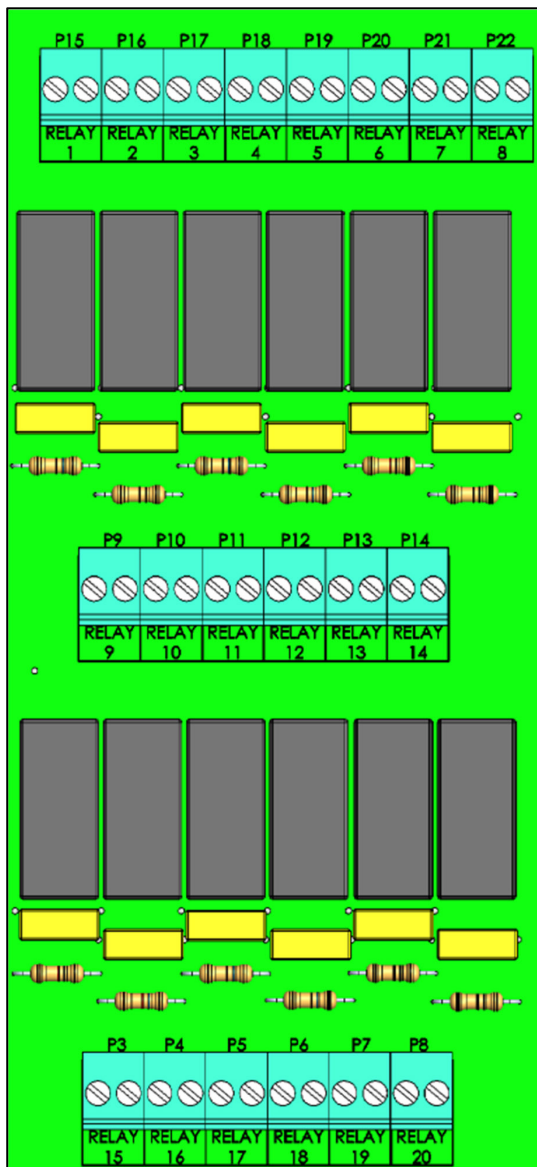 P15 P16 P17 P18 P19 P20 P21 P22
RELAY RELAY RELAY RELAY RELAY RELAY RELAY RELAY
1 2 3 4 5 6 7 8
P9 P10 P11 P12 P13 P14
RELAY RELAY RELAY RELAY RELAY RELAY
9 10 11 12 13 14
P3 P4 P5 P6 P7 P8
RELAY RELAY RELAY RELAY RELAY RELAY
15 16 17 18 19 20